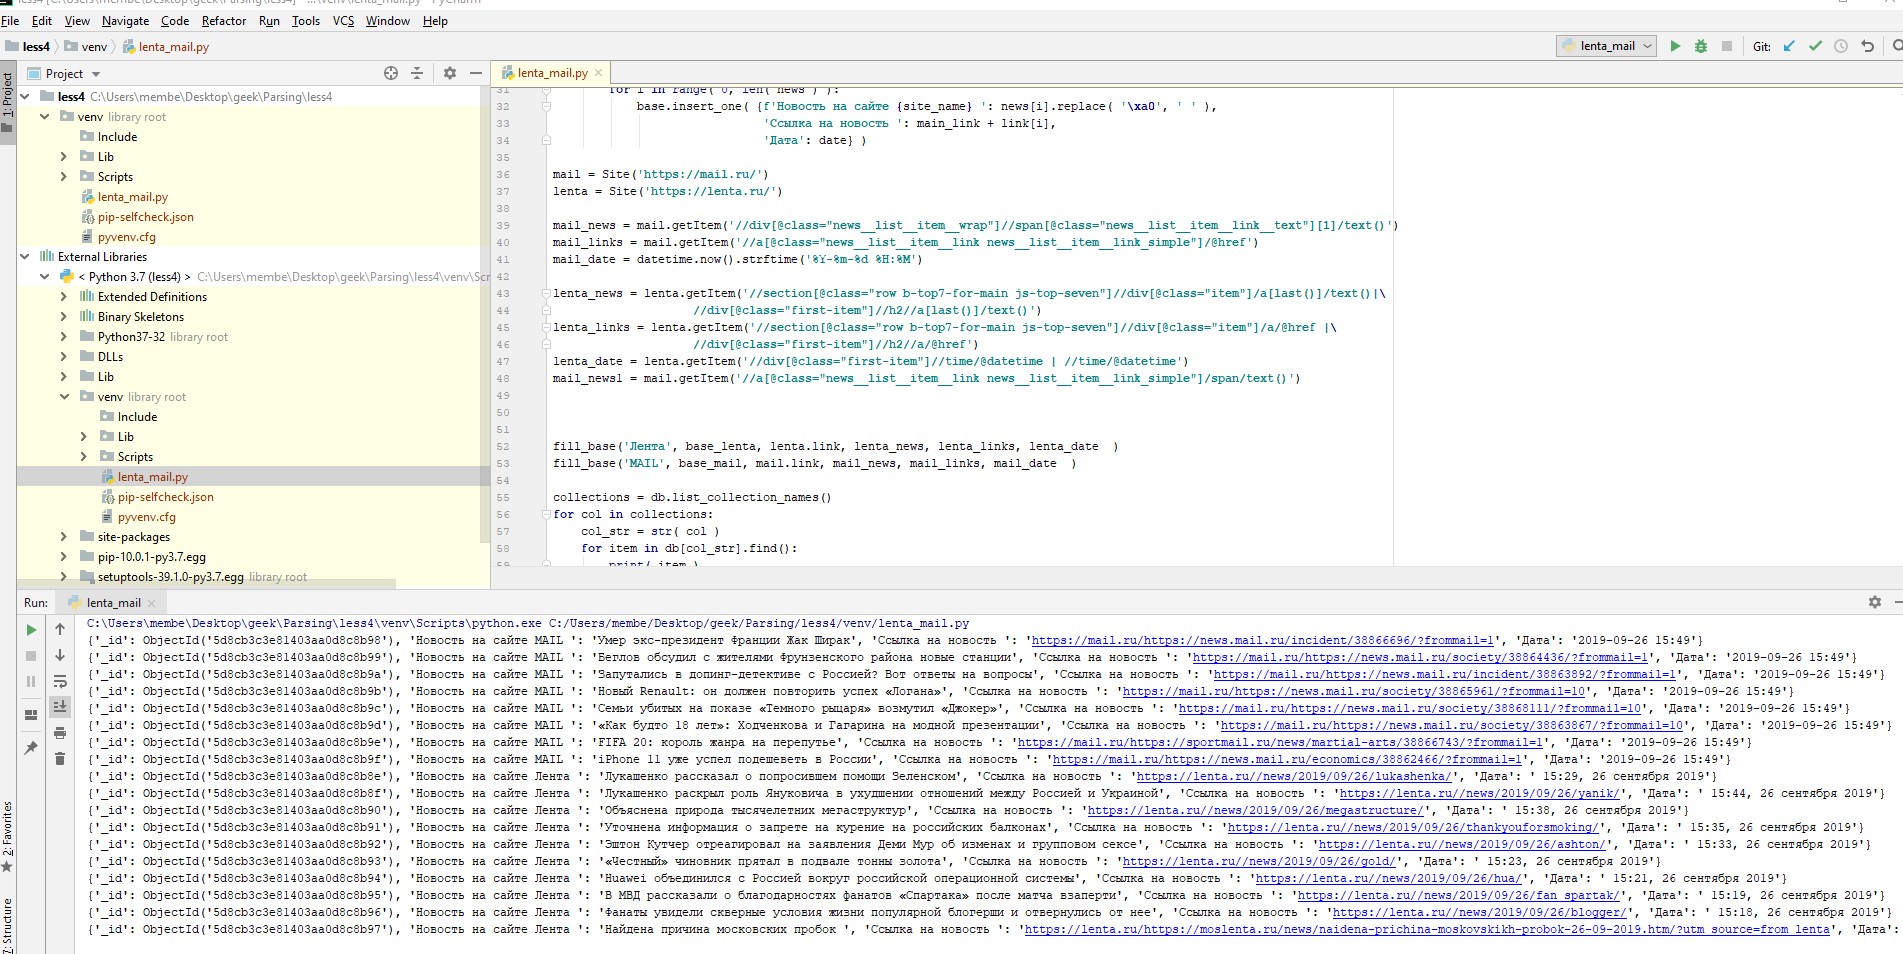 File Edit View Navigate Code Refactor Run Tools VCS Window Help
less4 venv lenta_mail.py lenta_mail Git:
1: Project
Project
less4 C:\Users\membe\Desktop\geek\Parsing\less4
venv library root
Include
Lib
Scripts
lenta_mail.py
pip-selfcheck.json
pyvenv.cfg
External Libraries
< Python 3.7 (less4) > C:\Users\membe\Desktop\geek\Parsing\less4\venv\Scr
Extended Definitions
Binary Skeletons
Python37-32 library root
DLLs
Lib
venv library root
Include
Lib
Scripts
lenta_mail.py
pip-selfcheck.json
pyvenv.cfg
site-packages
pip-10.0.1-py3.7.egg
setuptools-39.1.0-py3.7.egg library root
lenta_mail.py
31 for i in range( 0, len( news ) ):
32 base.insert_one( {f'Новость на сайте {site_name} ': news[i].replace( '\xa0', ' ' ),
33 'Ссылка на новость ': main_link + link[i],
34 'Дата': date} )
35
36 mail = Site('https://mail.ru/')
37 lenta = Site('https://lenta.ru/')
38
39 mail_news = mail.getItem('//div[@class="news__list__item__wrap"]//span[@class="news__list__item__link__text"][1]/text()')
40 mail_links = mail.getItem('//a[@class="news__list__item__link news__list__item__link_simple"]/@href')
41 mail_date = datetime.now().strftime('%Y-%m-%d %H:%M')
42
43 lenta_news = lenta.getItem('//section[@class="row b-top7-for-main js-top-seven"]//div[@class="item"]/a[last()]/text()|\
44 //div[@class="first-item"]//h2//a[last()]/text()')
45 lenta_links = lenta.getItem('//section[@class="row b-top7-for-main js-top-seven"]//div[@class="item"]/a/@href |\
46 //div[@class="first-item"]//h2//a/@href')
47 lenta_date = lenta.getItem('//div[@class="first-item"]//time/@datetime | //time/@datetime')
48 mail_news1 = mail.getItem('//a[@class="news__list__item__link news__list__item__link_simple"]/span/text()')
49
50
51
52 fill_base('Лента', base_lenta, lenta.link, lenta_news, lenta_links, lenta_date )
53 fill_base('MAIL', base_mail, mail.link, mail_news, mail_links, mail_date )
54
55 collections = db.list_collection_names()
56 for col in collections:
57 col_str = str( col )
58 for item in db[col_str].find():
59 print( item )
Run: lenta_mail
C:\Users\membe\Desktop\geek\Parsing\less4\venv\Scripts\python.exe C:/Users/membe/Desktop/geek/Parsing/less4/venv/lenta_mail.py
{'_id': ObjectId('5d8cb3c3e81403aa0d8c8b98'), 'Новость на сайте MAIL ': 'Умер экс-президент Франции Жак Ширак', 'Ссылка на новость ': 'https://mail.ru/https://news.mail.ru/incident/38866696/?frommail=1', 'Дата': '2019-09-26 15:49'}
{'_id': ObjectId('5d8cb3c3e81403aa0d8c8b99'), 'Новость на сайте MAIL ': 'Беглов обсудил с жителями Фрунзенского района новые станции', 'Ссылка на новость ': 'https://mail.ru/https://news.mail.ru/society/38864436/?frommail=1', 'Дата': '2019-09-26 15:49'}
{'_id': ObjectId('5d8cb3c3e81403aa0d8c8b9a'), 'Новость на сайте MAIL ': 'Запутались в допинг-детективе с Россией? Вот ответы на вопросы', 'Ссылка на новость ': 'https://mail.ru/https://news.mail.ru/incident/38863892/?frommail=1', 'Дата': '2019-09-26 15:49'}
{'_id': ObjectId('5d8cb3c3e81403aa0d8c8b9b'), 'Новость на сайте MAIL ': 'Новый Renault: он должен повторить успех «Логана»', 'Ссылка на новость ': 'https://mail.ru/https://news.mail.ru/society/38865961/?frommail=10', 'Дата': '2019-09-26 15:49'}
{'_id': ObjectId('5d8cb3c3e81403aa0d8c8b9c'), 'Новость на сайте MAIL ': 'Семьи убитых на показе «Темного рыцаря» возмутил «Джокер»', 'Ссылка на новость ': 'https://mail.ru/https://news.mail.ru/society/38868111/?frommail=10', 'Дата': '2019-09-26 15:49'}
{'_id': ObjectId('5d8cb3c3e81403aa0d8c8b9d'), 'Новость на сайте MAIL ': '«Как будто 18 лет»: Ходченкова и Гагарина на модной презентации', 'Ссылка на новость ': 'https://mail.ru/https://news.mail.ru/society/38863867/?frommail=10', 'Дата': '2019-09-26 15:49'}
{'_id': ObjectId('5d8cb3c3e81403aa0d8c8b9e'), 'Новость на сайте MAIL ': 'FIFA 20: король жанра на перепутье', 'Ссылка на новость ': 'https://mail.ru/https://sportmail.ru/news/martial-arts/38866743/?frommail=1', 'Дата': '2019-09-26 15:49'}
{'_id': ObjectId('5d8cb3c3e81403aa0d8c8b9f'), 'Новость на сайте MAIL ': 'iPhone 11 уже успел подешеветь в России', 'Ссылка на новость ': 'https://mail.ru/https://news.mail.ru/economics/38862466/?frommail=1', 'Дата': '2019-09-26 15:49'}
{'_id': ObjectId('5d8cb3c3e81403aa0d8c8b8e'), 'Новость на сайте Лента ': 'Лукашенко рассказал о попросившем помощи Зеленском', 'Ссылка на новость ': 'https://lenta.ru//news/2019/09/26/lukashenka/', 'Дата': ' 15:29, 26 сентября 2019'}
{'_id': ObjectId('5d8cb3c3e81403aa0d8c8b8f'), 'Новость на сайте Лента ': 'Лукашенко раскрыл роль Януковича в ухудшении отношений между Россией и Украиной', 'Ссылка на новость ': 'https://lenta.ru//news/2019/09/26/yanik/', 'Дата': ' 15:44, 26 сентября 2019'}
{'_id': ObjectId('5d8cb3c3e81403aa0d8c8b90'), 'Новость на сайте Лента ': 'Объяснена природа тысячелетних мегаструктур', 'Ссылка на новость ': 'https://lenta.ru//news/2019/09/26/megastructure/', 'Дата': ' 15:38, 26 сентября 2019'}
{'_id': ObjectId('5d8cb3c3e81403aa0d8c8b91'), 'Новость на сайте Лента ': 'Уточнена информация о запрете на курение на российских балконах', 'Ссылка на новость ': 'https://lenta.ru//news/2019/09/26/thankyouforsmoking/', 'Дата': ' 15:35, 26 сентября 2019'}
{'_id': ObjectId('5d8cb3c3e81403aa0d8c8b92'), 'Новость на сайте Лента ': 'Эштон Кутчер отреагировал на заявления Деми Мур об изменах и групповом сексе', 'Ссылка на новость ': 'https://lenta.ru//news/2019/09/26/ashton/', 'Дата': ' 15:33, 26 сентября 2019'}
{'_id': ObjectId('5d8cb3c3e81403aa0d8c8b93'), 'Новость на сайте Лента ': '«Честный» чиновник прятал в подвале тонны золота', 'Ссылка на новость ': 'https://lenta.ru//news/2019/09/26/gold/', 'Дата': ' 15:23, 26 сентября 2019'}
{'_id': ObjectId('5d8cb3c3e81403aa0d8c8b94'), 'Новость на сайте Лента ': 'Huawei объединился с Россией вокруг российской операционной системы', 'Ссылка на новость ': 'https://lenta.ru//news/2019/09/26/hua/', 'Дата': ' 15:21, 26 сентября 2019'}
{'_id': ObjectId('5d8cb3c3e81403aa0d8c8b95'), 'Новость на сайте Лента ': 'В МВД рассказали о благодарностях фанатов «Спартака» после матча взаперти', 'Ссылка на новость ': 'https://lenta.ru//news/2019/09/26/fan_spartak/', 'Дата': ' 15:19, 26 сентября 2019'}
{'_id': ObjectId('5d8cb3c3e81403aa0d8c8b96'), 'Новость на сайте Лента ': 'Фанаты увидели скверные условия жизни популярной блогерши и отвернулись от нее', 'Ссылка на новость ': 'https://lenta.ru//news/2019/09/26/blogger/', 'Дата': ' 15:18, 26 сентября 2019'}
{'_id': ObjectId('5d8cb3c3e81403aa0d8c8b97'), 'Новость на сайте Лента ': 'Найдена причина московских пробок ', 'Ссылка на новость ': 'https://lenta.ru/https://moslenta.ru/news/naidena-prichina-moskovskikh-probok-26-09-2019.htm/?utm_source=from_lenta', 'Дата':
2: Favorites
7: Structure